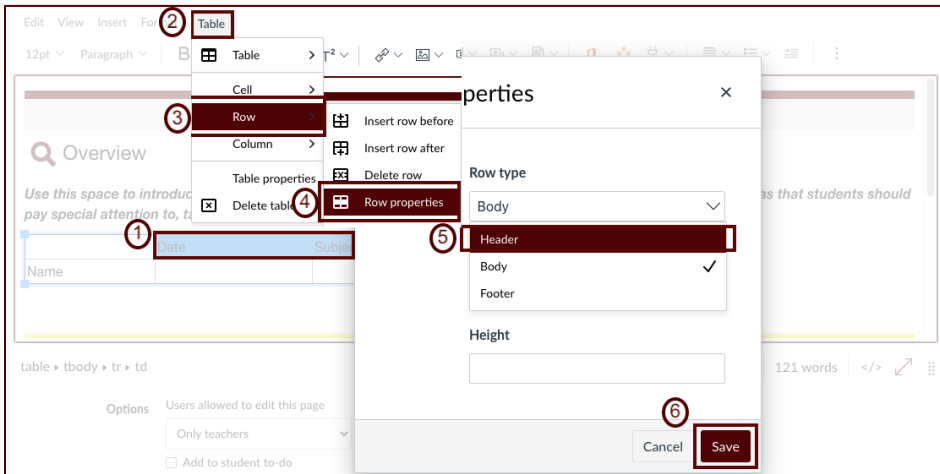 Edit View Insert For 2 Table
12pt Paragraph B T²
Table
Cell
3 Row
Column
Table properties
Delete table
Insert row before
Insert row after
Delete row
4 Row properties
perties
Overview
Use this space to introduc
as that students should
pay special attention to, ta
1
Date Subje
Name
Row type
Body
5 Header
Body
Footer
Height
6
Cancel Save
table ▸ tbody ▸ tr ▸ td
121 words </>
Options Users allowed to edit this page
Only teachers
Add to student to-do